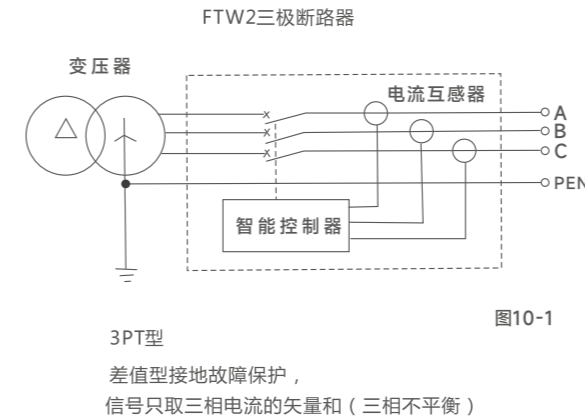 FTW2三极断路器
变压器
电流互感器
A
B
C
PEN
智能控制器
图10-1
3PT型
差值型接地故障保护，
信号只取三相电流的矢量和（三相不平衡）